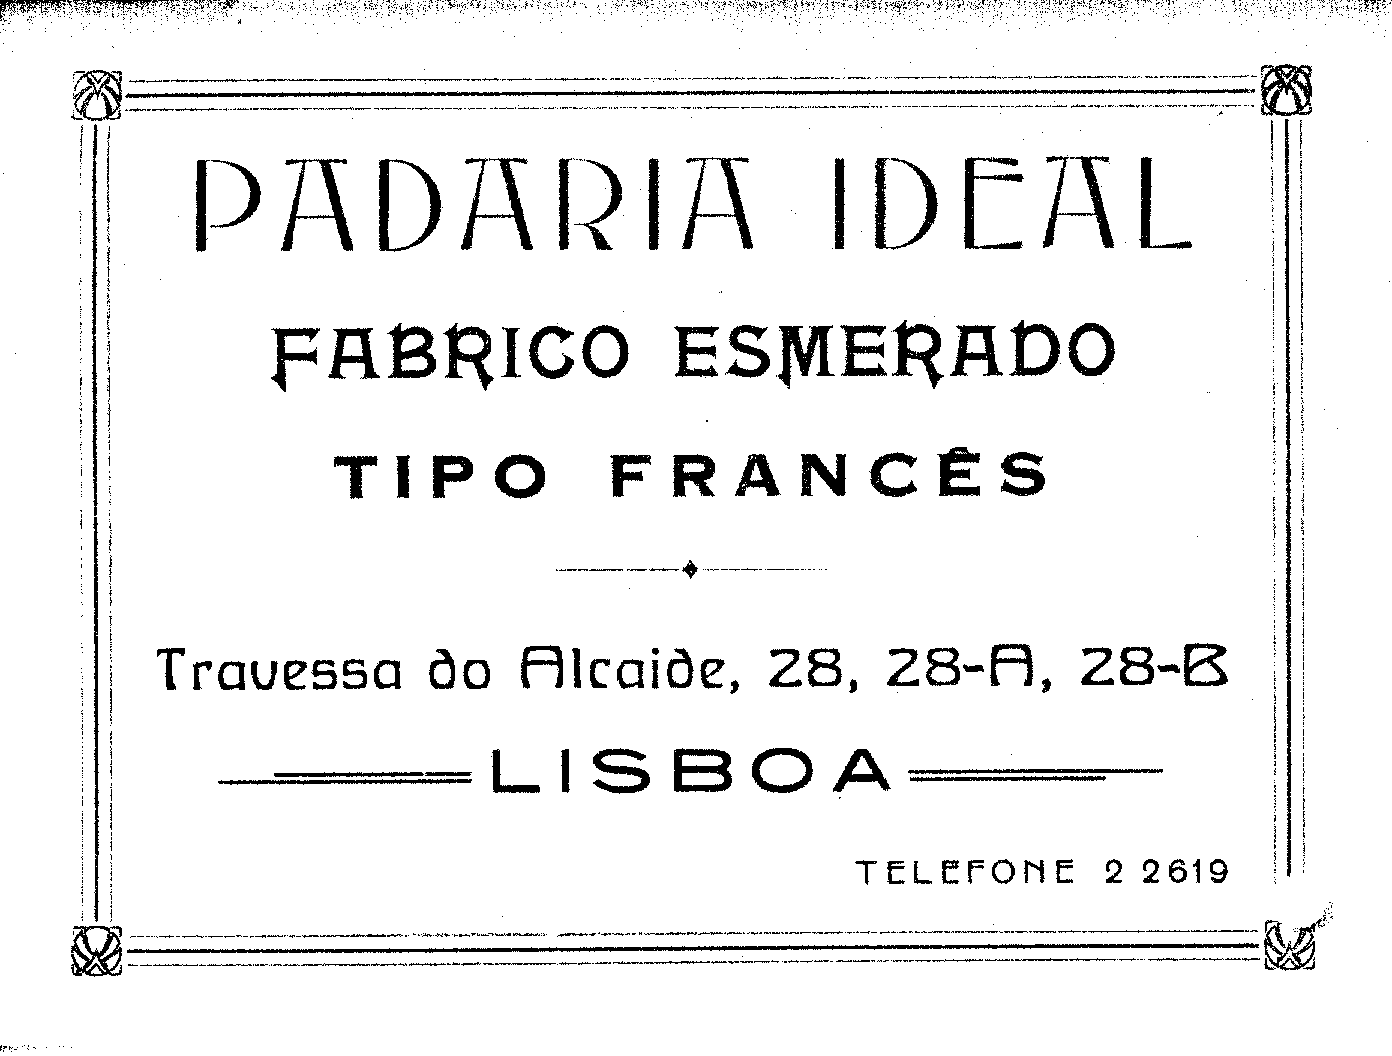 PADARIA IDEAL
FABRICO ESMERADO
TIPO FRANCÊS
Travessa do Alcaide, 28, 28-A, 28-B
LISBOA
TELEFONE 2 2619